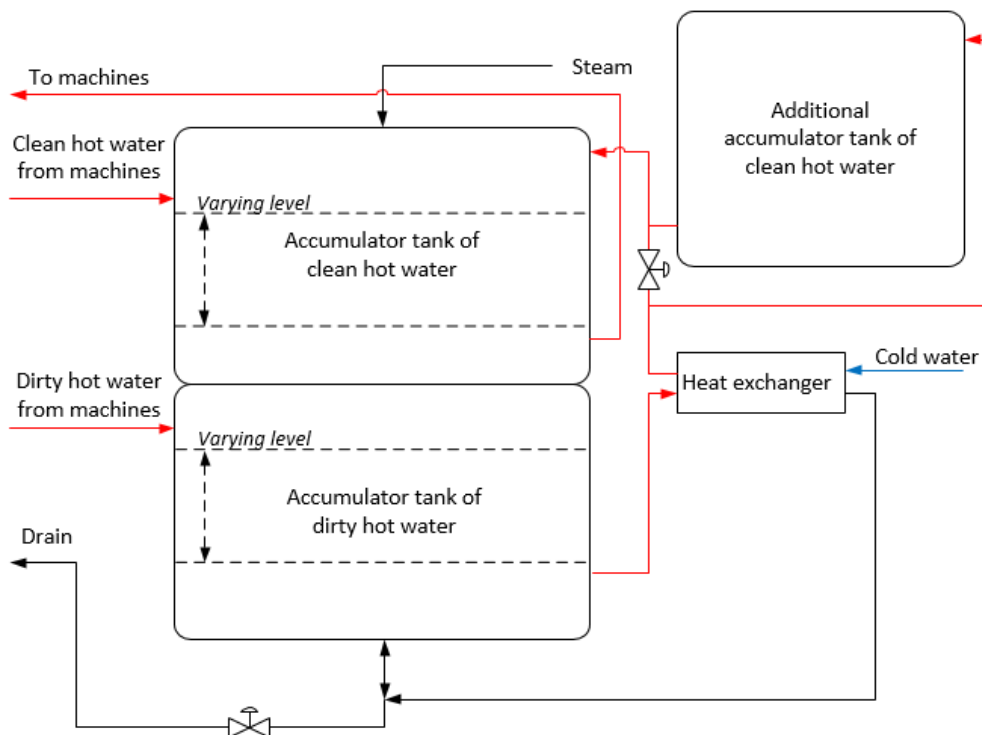 Steam
To machines
Additional
accumulator tank of
clean hot water
Clean hot water
from machines
Varying level
Accumulator tank of
clean hot water
Cold water
Heat exchanger
Dirty hot water
from machines
Varying level
Accumulator tank of
dirty hot water
Drain